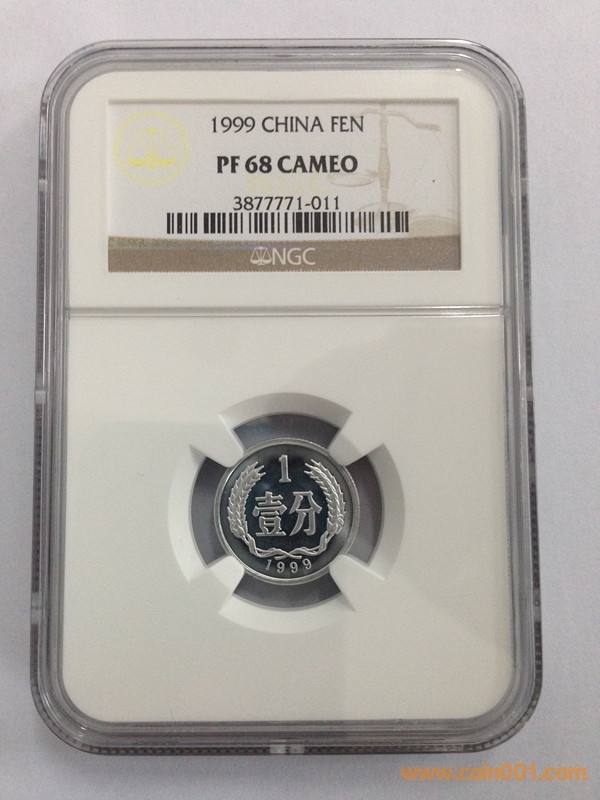 1999 CHINA FEN
PF 68 CAMEO
3877771-011
NGC
1
壹分
1999
www.coin001.com